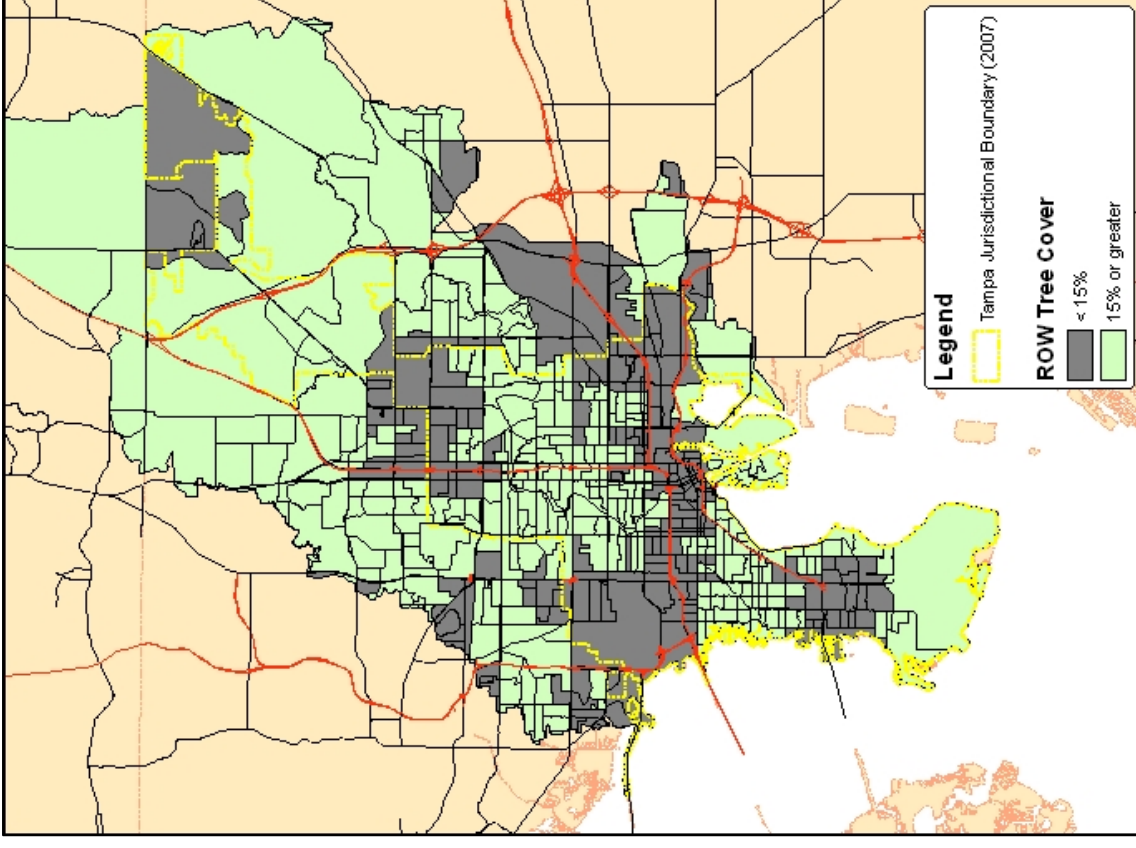 Legend
Tampa Jurisdictional Boundary (2007)
ROW Tree Cover
< 15%
15% or greater